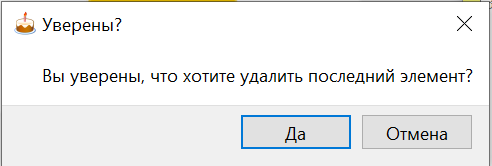 Уверены?
Вы уверены, что хотите удалить последний элемент?
Да
Отмена